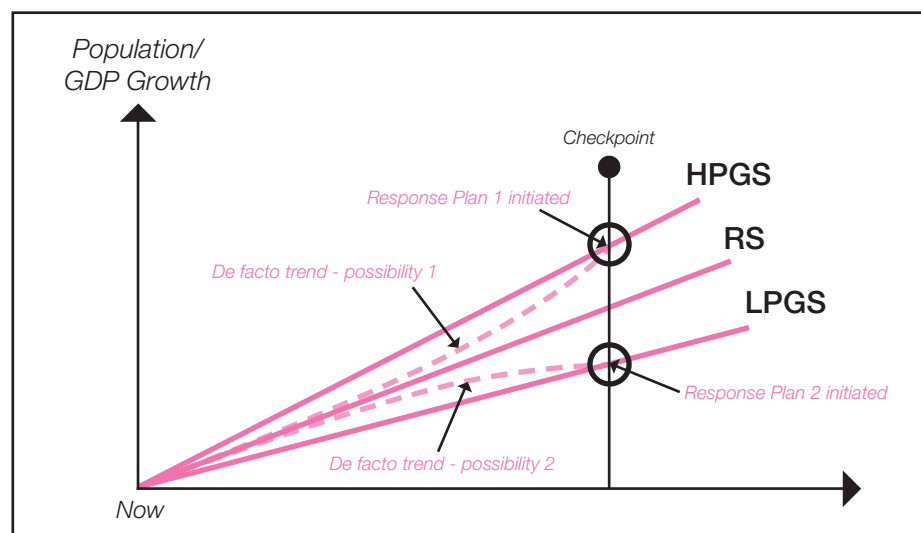 Population/
GDP Growth
Checkpoint
HPGS
Response Plan 1 initiated
RS
De facto trend - possibility 1
LPGS
Response Plan 2 initiated
De facto trend - possibility 2
Now